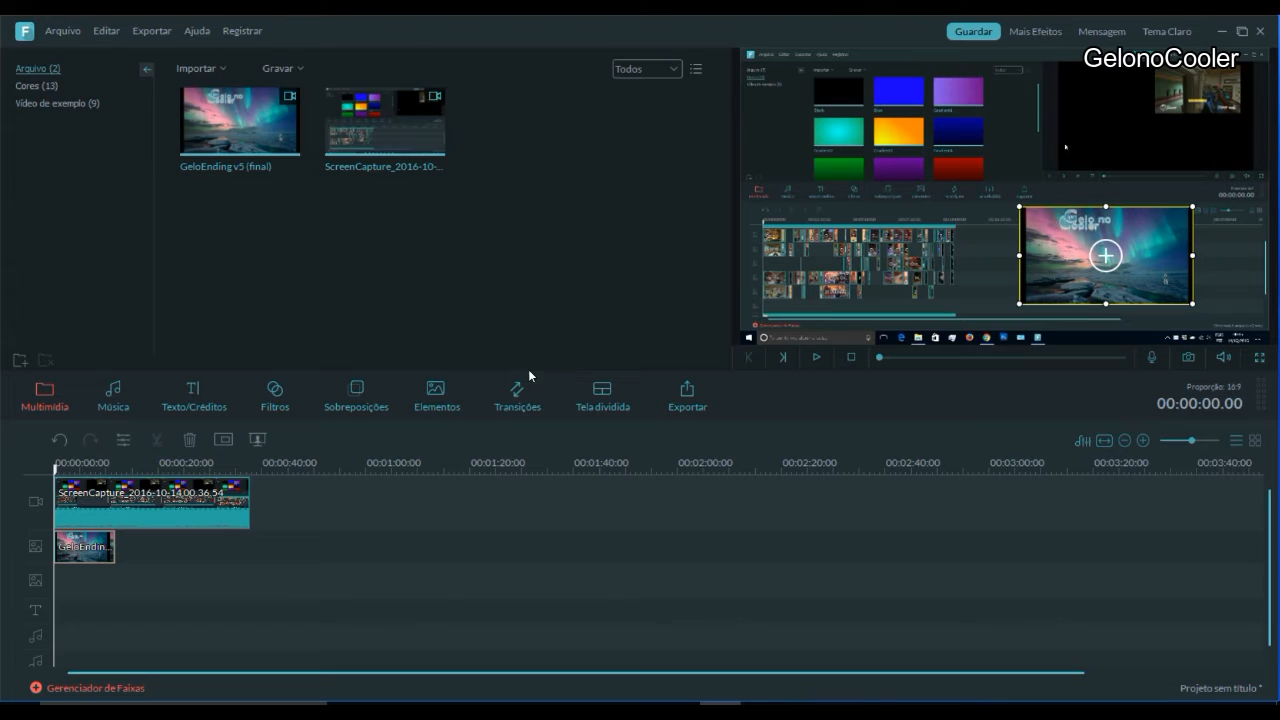 F Arquivo Editar Exportar Ajuda Registrar Guardar Mais Efeitos Mensagem Tema Claro
GelonoCooler
Arquivo (2) Importar Gravar Todos
Cores (13)
Vídeo de exemplo (9)
GeloEnding v5 (final) ScreenCapture_2016-10-...
Gelo no
Cooler
Multimídia Música Texto/Créditos Filtros Sobreposições Elementos Transições Tela dividida Exportar
Proporção: 16:9
00:00:00.00
00:00:00:00 00:00:20:00 00:00:40:00 00:01:00:00 00:01:20:00 00:01:40:00 00:02:00:00 00:02:20:00 00:02:40:00 00:03:00:00 00:03:20:00 00:03:40:00
ScreenCapture_2016-10-14 00.36.54
GeloEndin...
Gerenciador de Faixas Projeto sem título *